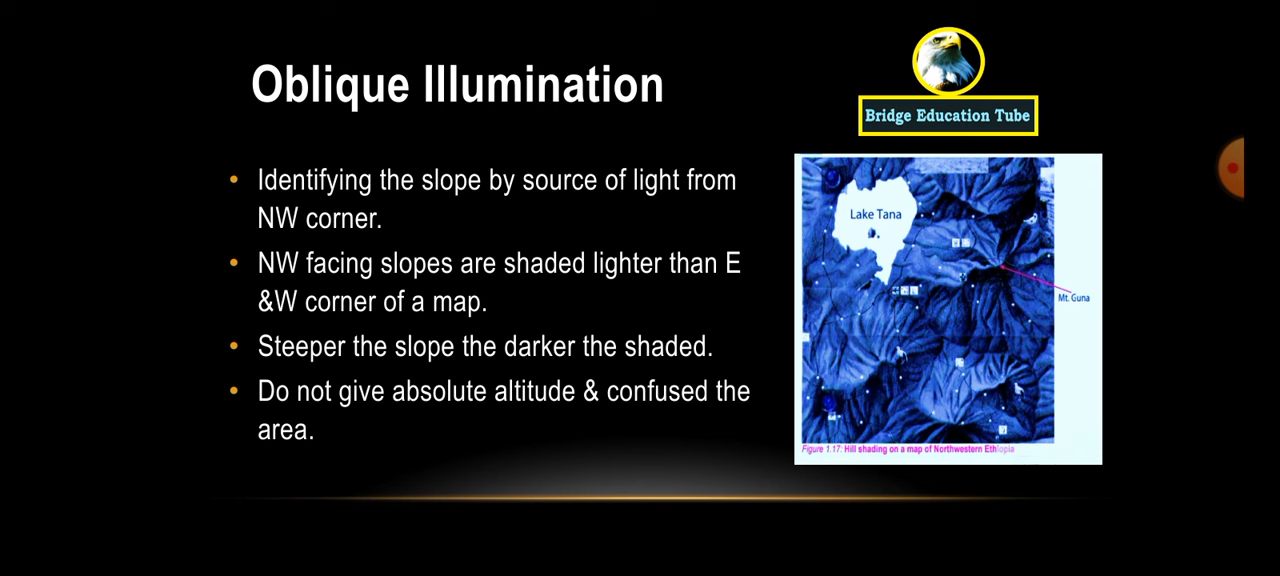 Oblique Illumination
Bridge Education Tube
• Identifying the slope by source of light from
NW corner.
• NW facing slopes are shaded lighter than E
&W corner of a map.
• Steeper the slope the darker the shaded.
• Do not give absolute altitude & confused the
area.
Lake Tana
Mt. Guna
Figure 1.17: Hill shading on a map of Northwestern Ethiopia